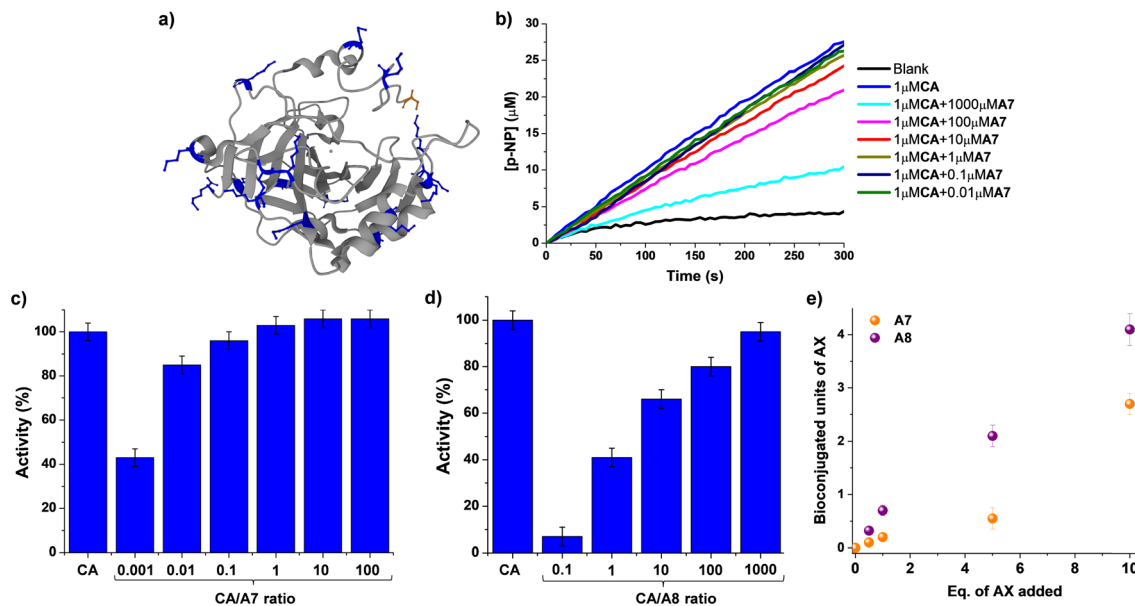 a)
b)
[p-NP] (µM)
30
25
20
15
10
5
0
0 50 100 150 200 250 300
Time (s)
Blank
1µMCA
1µMCA+1000µMA7
1µMCA+100µMA7
1µMCA+10µMA7
1µMCA+1µMA7
1µMCA+0.1µMA7
1µMCA+0.01µMA7
c)
Activity (%)
100
80
60
40
20
0
CA 0.001 0.01 0.1 1 10 100
CA/A7 ratio
d)
Activity (%)
100
80
60
40
20
0
CA 0.1 1 10 100 1000
CA/A8 ratio
e)
A7
A8
Bioconjugated units of AX
4
3
2
1
0
0 2 4 6 8 10
Eq. of AX added